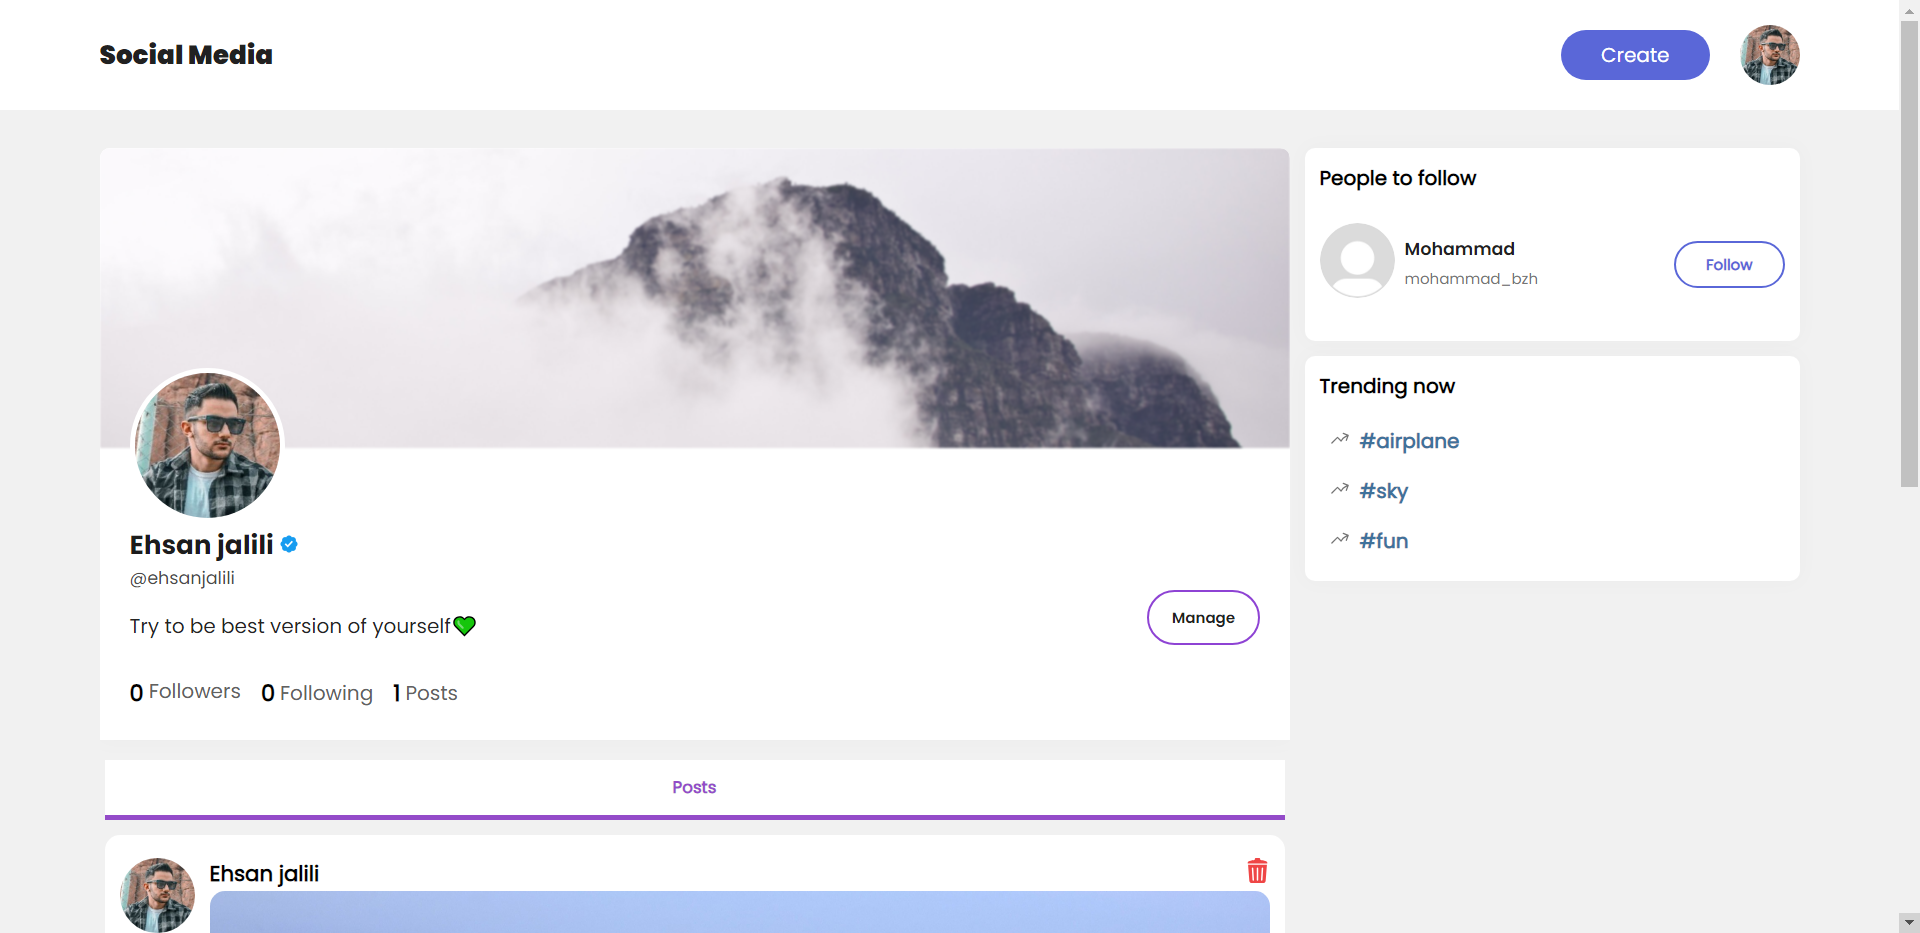 Social Media
Create
People to follow
Mohammad
mohammad_bzh
Follow
Trending now
#airplane
#sky
#fun
Ehsan jalili
@ehsanjalili
Try to be best version of yourself💚
Manage
0 Followers 0 Following 1 Posts
Posts
Ehsan jalili